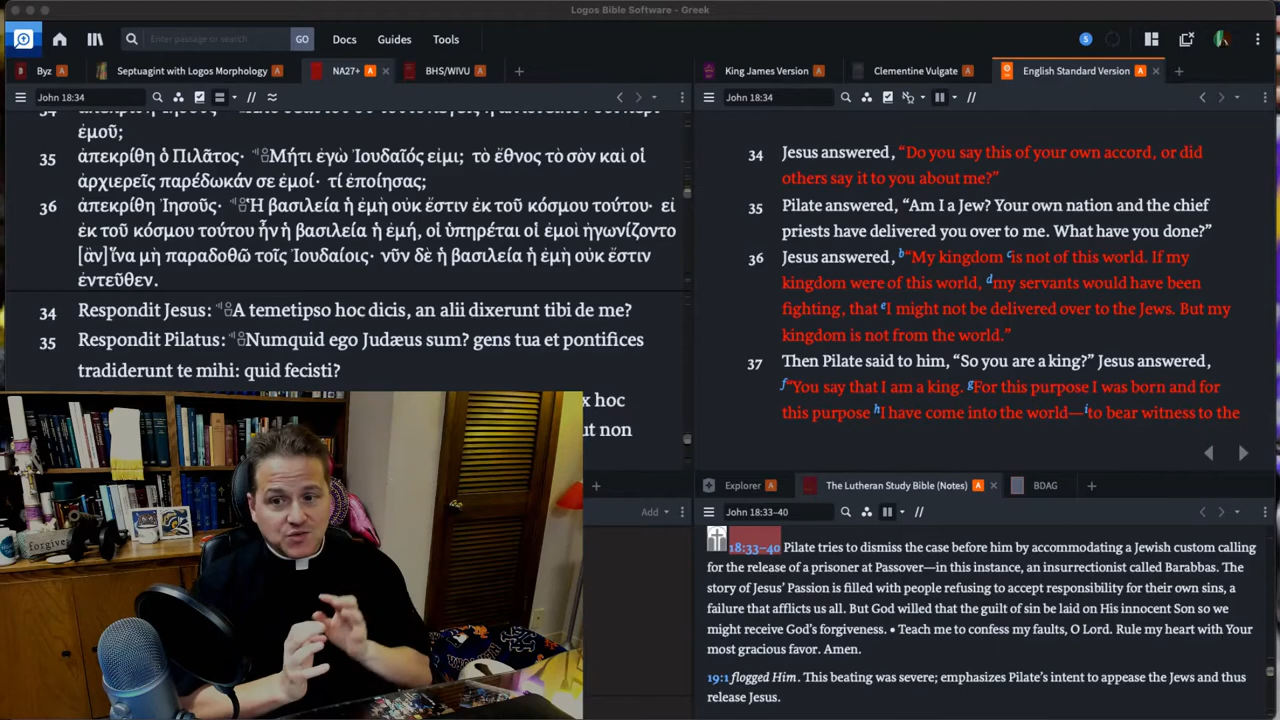 Logos Bible Software - Greek
Enter passage to search
GO
Docs
Guides
Tools
5
Byz A
Septuagint with Logos Morphology A
NA27+ A
BHS/WIVU A
John 18:34
ἐμοῦ;
35 ἀπεκρίθη ὁ Πιλᾶτος· Μήτι ἐγὼ Ἰουδαῖός εἰμι; τὸ ἔθνος τὸ σὸν καὶ οἱ
ἀρχιερεῖς παρέδωκάν σε ἐμοί· τί ἐποίησας;
36 ἀπεκρίθη Ἰησοῦς· Ἡ βασιλεία ἡ ἐμὴ οὐκ ἔστιν ἐκ τοῦ κόσμου τούτου· εἰ
ἐκ τοῦ κόσμου τούτου ἦν ἡ βασιλεία ἡ ἐμή, οἱ ὑπηρέται οἱ ἐμοὶ ἠγωνίζοντο
[ἂν] ἵνα μὴ παραδοθῶ τοῖς Ἰουδαίοις· νῦν δὲ ἡ βασιλεία ἡ ἐμὴ οὐκ ἔστιν
ἐντεῦθεν.
34 Respondit Jesus: A temetipso hoc dicis, an alii dixerunt tibi de me?
35 Respondit Pilatus: Numquid ego Judæus sum? gens tua et pontifices
tradiderunt te mihi: quid fecisti?
hoc
non
Add
forgive
King James Version A
Clementine Vulgate A
English Standard Version A
John 18:34
34 Jesus answered, “Do you say this of your own accord, or did
others say it to you about me?”
35 Pilate answered, “Am I a Jew? Your own nation and the chief
priests have delivered you over to me. What have you done?”
36 Jesus answered, b “My kingdom c is not of this world. If my
kingdom were of this world, d my servants would have been
fighting, that e I might not be delivered over to the Jews. But my
kingdom is not from the world.”
37 Then Pilate said to him, “So you are a king?” Jesus answered,
f “You say that I am a king. g For this purpose I was born and for
this purpose h I have come into the world— i to bear witness to the
Explorer A
The Lutheran Study Bible (Notes) A
BDAG
John 18:33–40
18:33–40 Pilate tries to dismiss the case before him by accommodating a Jewish custom calling
for the release of a prisoner at Passover—in this instance, an insurrectionist called Barabbas. The
story of Jesus’ Passion is filled with people refusing to accept responsibility for their own sins, a
failure that afflicts us all. But God willed that the guilt of sin be laid on His innocent Son so we
might receive God’s forgiveness. • Teach me to confess my faults, O Lord. Rule my heart with Your
most gracious favor. Amen.
19:1 flogged Him. This beating was severe; emphasizes Pilate’s intent to appease the Jews and thus
release Jesus.